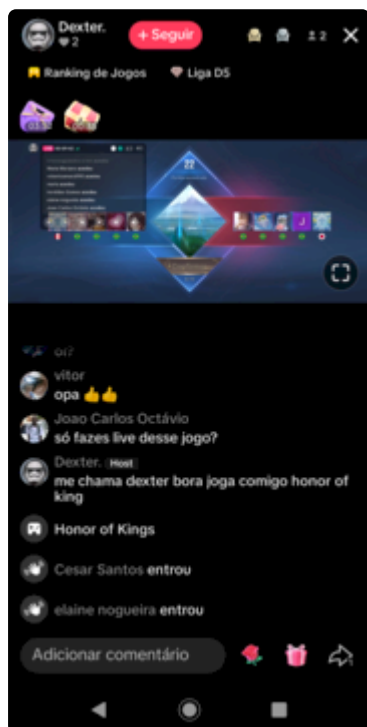 Dexter.
2
+ Seguir
2
Ranking de Jogos
Liga D5
oi?
vitor
opa 👍👍
Joao Carlos Octávio
só fazes live desse jogo?
Dexter. Host
me chama dexter bora joga comigo honor of
king
Honor of Kings
Cesar Santos entrou
elaine nogueira entrou
Adicionar comentário